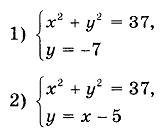 1) { x² + y² = 37,
y = −7
2) { x² + y² = 37,
y = x − 5